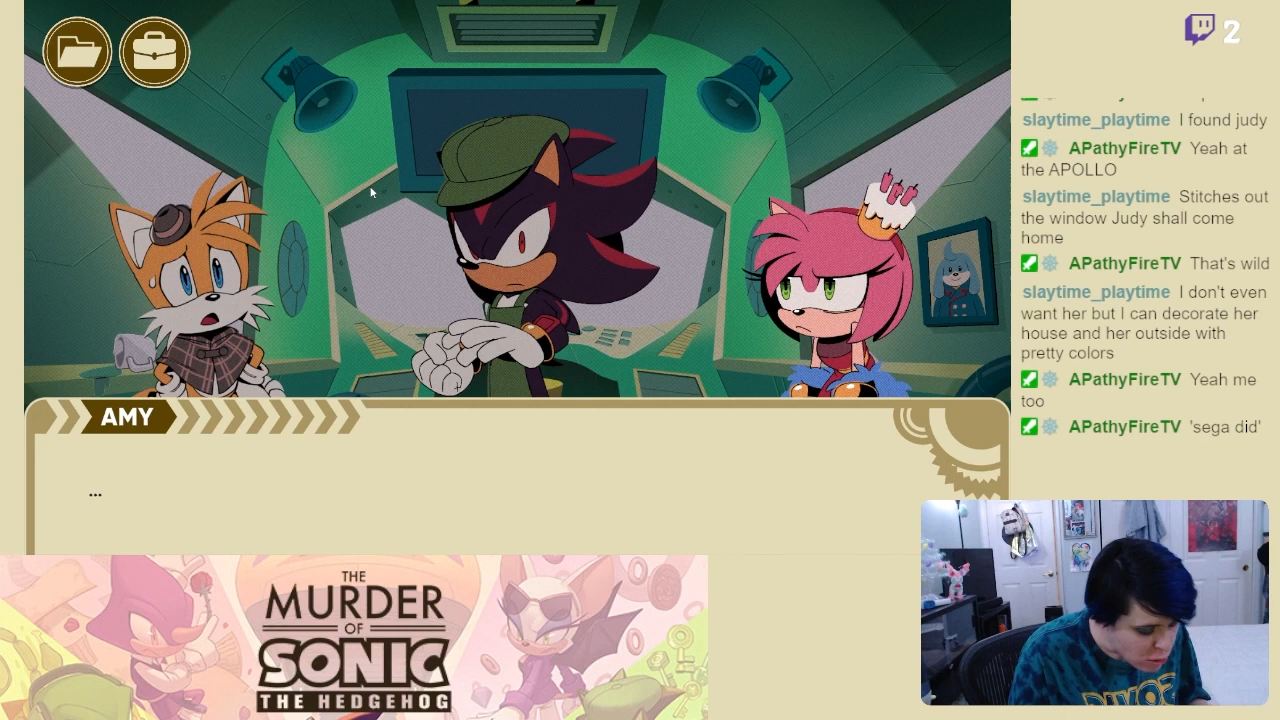 2
slaytime_playtime I found judy
APathyFireTV Yeah at
the APOLLO
slaytime_playtime Stitches out
the window Judy shall come
home
APathyFireTV That's wild
slaytime_playtime I don't even
want her but I can decorate her
house and her outside with
pretty colors
APathyFireTV Yeah me
too
APathyFireTV 'sega did'
AMY
...
THE
MURDER
OF
SONIC
THE HEDGEHOG